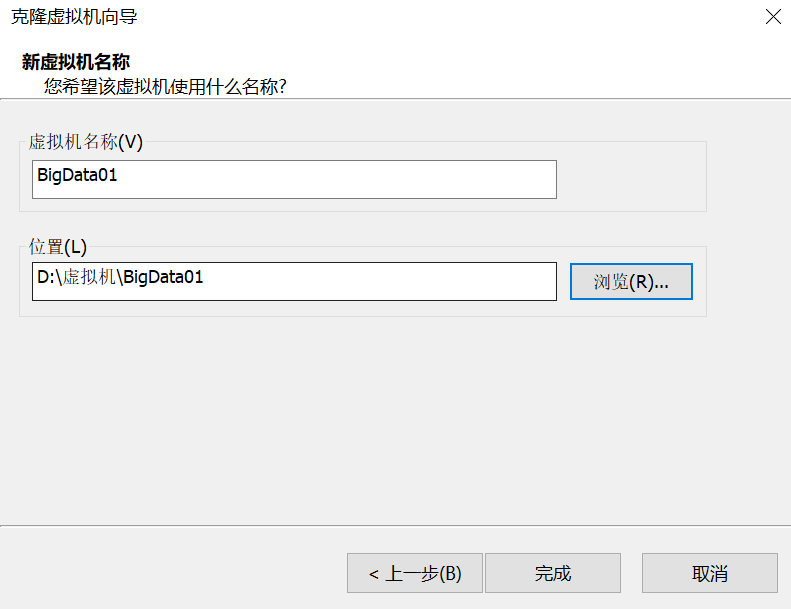 克隆虚拟机向导
新虚拟机名称
您希望该虚拟机使用什么名称?
虚拟机名称(V)
BigData01
位置(L)
D:\虚拟机\BigData01
浏览(R)...
< 上一步(B)
完成
取消